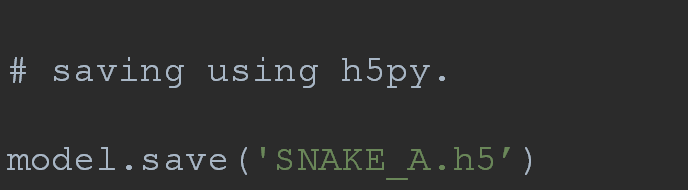 # saving using h5py.
model.save('SNAKE_A.h5’)